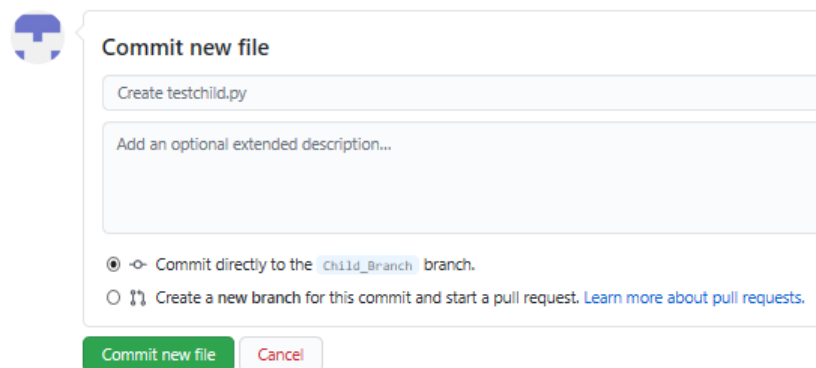 Commit new file
Create testchild.py
Add an optional extended description...
Commit directly to the Child_Branch branch.
Create a new branch for this commit and start a pull request. Learn more about pull requests.
Commit new file Cancel